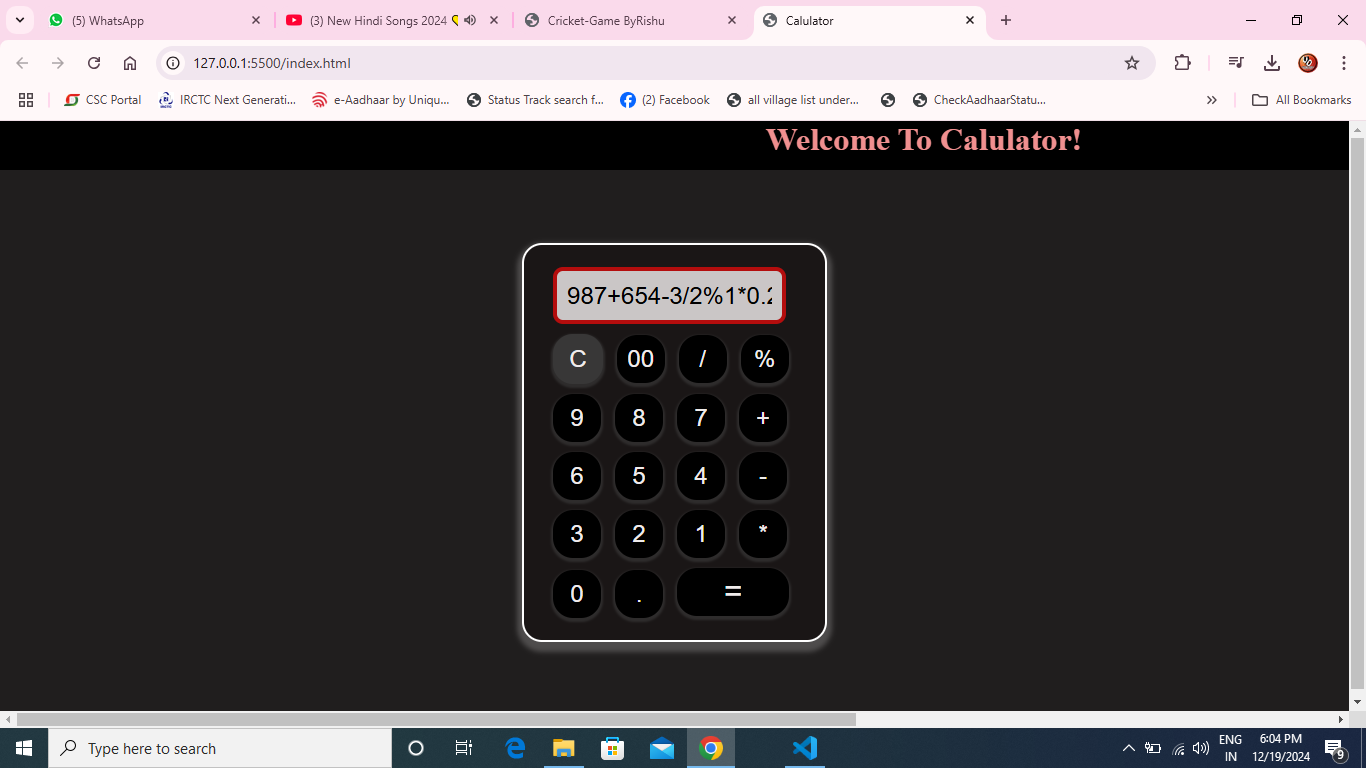 (5) WhatsApp
(3) New Hindi Songs 2024
Cricket-Game ByRishu
Calulator
127.0.0.1:5500/index.html
CSC Portal
IRCTC Next Generati...
e-Aadhaar by Uniqu...
Status Track search f...
(2) Facebook
all village list under...
CheckAadhaarStatu...
All Bookmarks
Welcome To Calulator!
987+654-3/2%1*0.2
C 00 / %
9 8 7 +
6 5 4 -
3 2 1 *
0 . =
Type here to search
ENG
IN
6:04 PM
12/19/2024
9